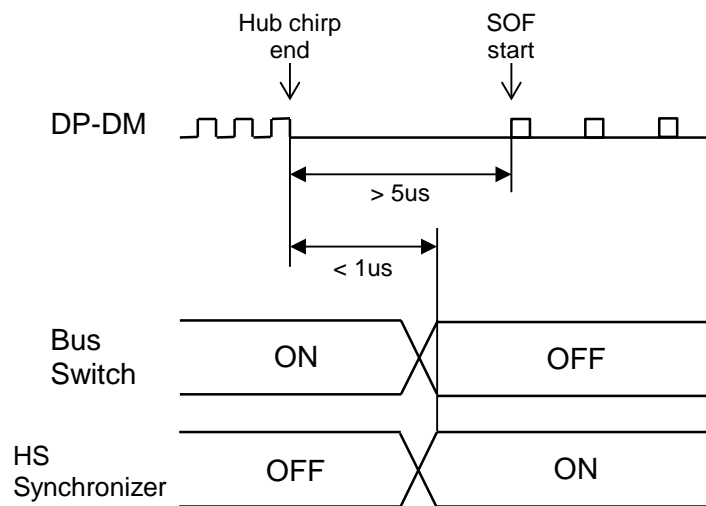 Hub chirp
end
SOF
start
DP-DM
> 5us
< 1us
Bus
Switch
ON
OFF
HS
Synchronizer
OFF
ON